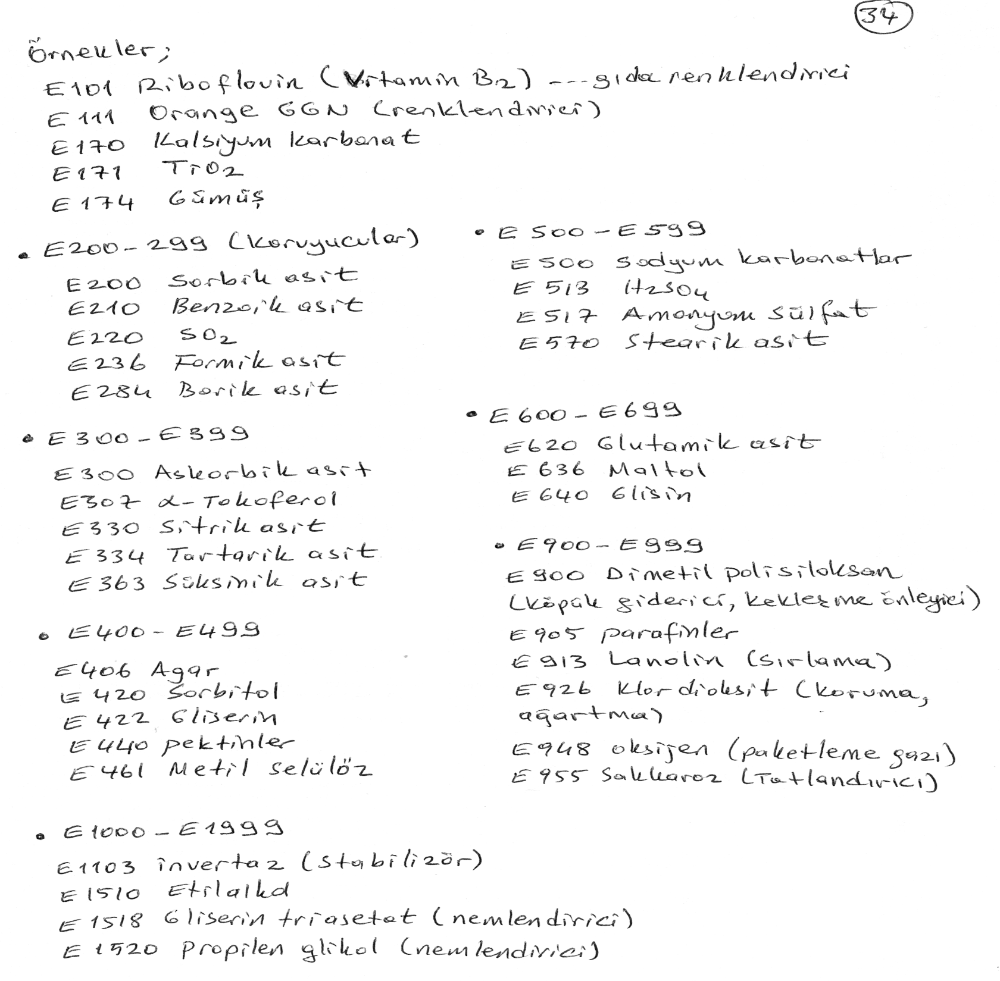 34
Örnekler;
E101 Riboflavin (Vitamin B2) ---gıda renklendirici
E111 Orange GGN (renklendirici)
E170 Kalsiyum karbonat
E171 TiO2
E174 Gümüş
• E200-299 (Koruyucular)
E200 Sorbik asit
E210 Benzoik asit
E220 SO2
E236 Formik asit
E284 Borik asit
• E300-E399
E300 Askorbik asit
E307 α-Tokoferol
E330 Sitrik asit
E334 Tartarik asit
E363 Süksinik asit
• E400-E499
E406 Agar
E420 Sorbitol
E422 Gliserin
E440 pektinler
E461 Metil selülöz
• E500-E599
E500 Sodyum karbonatlar
E513 H2SO4
E517 Amonyum sülfat
E570 Stearik asit
• E600-E699
E620 Glutamik asit
E636 Maltol
E640 Glisin
• E900-E999
E900 Dimetil polisiloksan
(köpük giderici, kekleşme önleyici)
E905 parafinler
E913 Lanolin (sırlama)
E926 Klordioksit (koruma,
ağartma)
E948 oksijen (paketleme gazı)
E955 Sakkaroz (Tatlandırıcı)
• E1000-E1999
E1103 invertaz (stabilizör)
E1510 Etilalkol
E1518 Gliserin triasetat (nemlendirici)
E1520 Propilen glikol (nemlendirici)